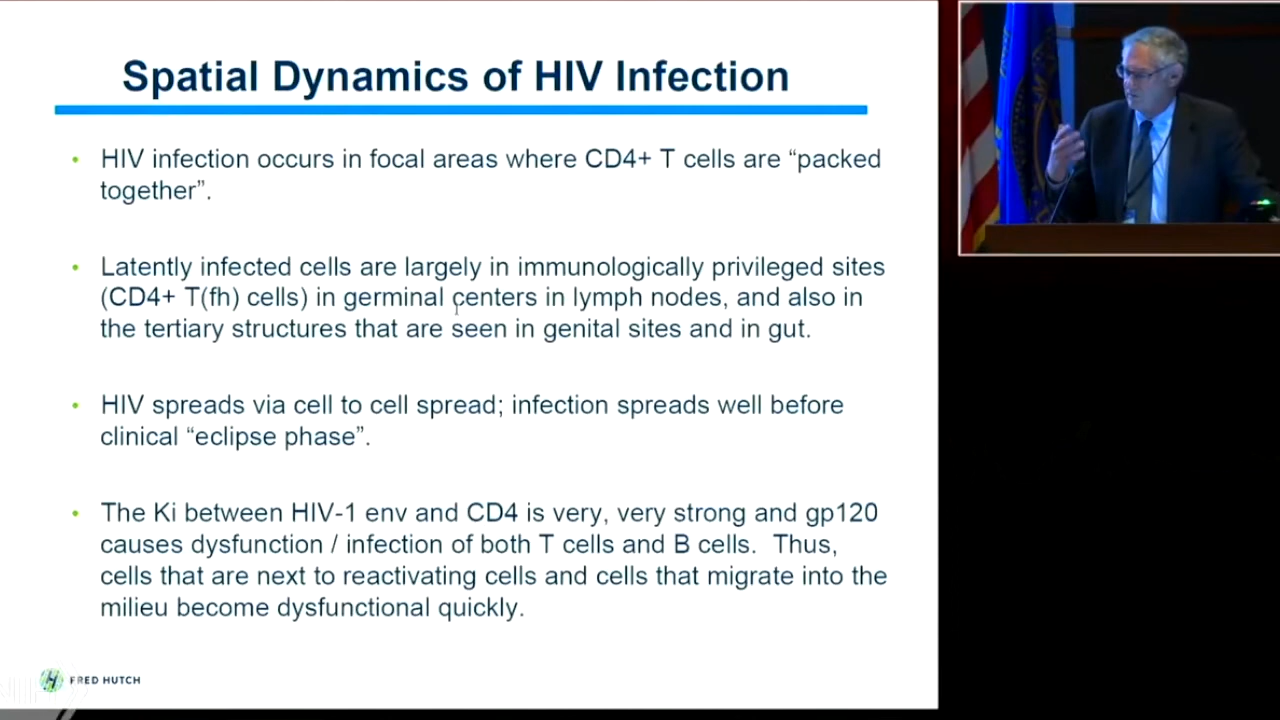 Spatial Dynamics of HIV Infection
• HIV infection occurs in focal areas where CD4+ T cells are “packed
together”.
• Latently infected cells are largely in immunologically privileged sites
(CD4+ T(fh) cells) in germinal centers in lymph nodes, and also in
the tertiary structures that are seen in genital sites and in gut.
• HIV spreads via cell to cell spread; infection spreads well before
clinical “eclipse phase”.
• The Ki between HIV-1 env and CD4 is very, very strong and gp120
causes dysfunction / infection of both T cells and B cells. Thus,
cells that are next to reactivating cells and cells that migrate into the
milieu become dysfunctional quickly.
FRED HUTCH